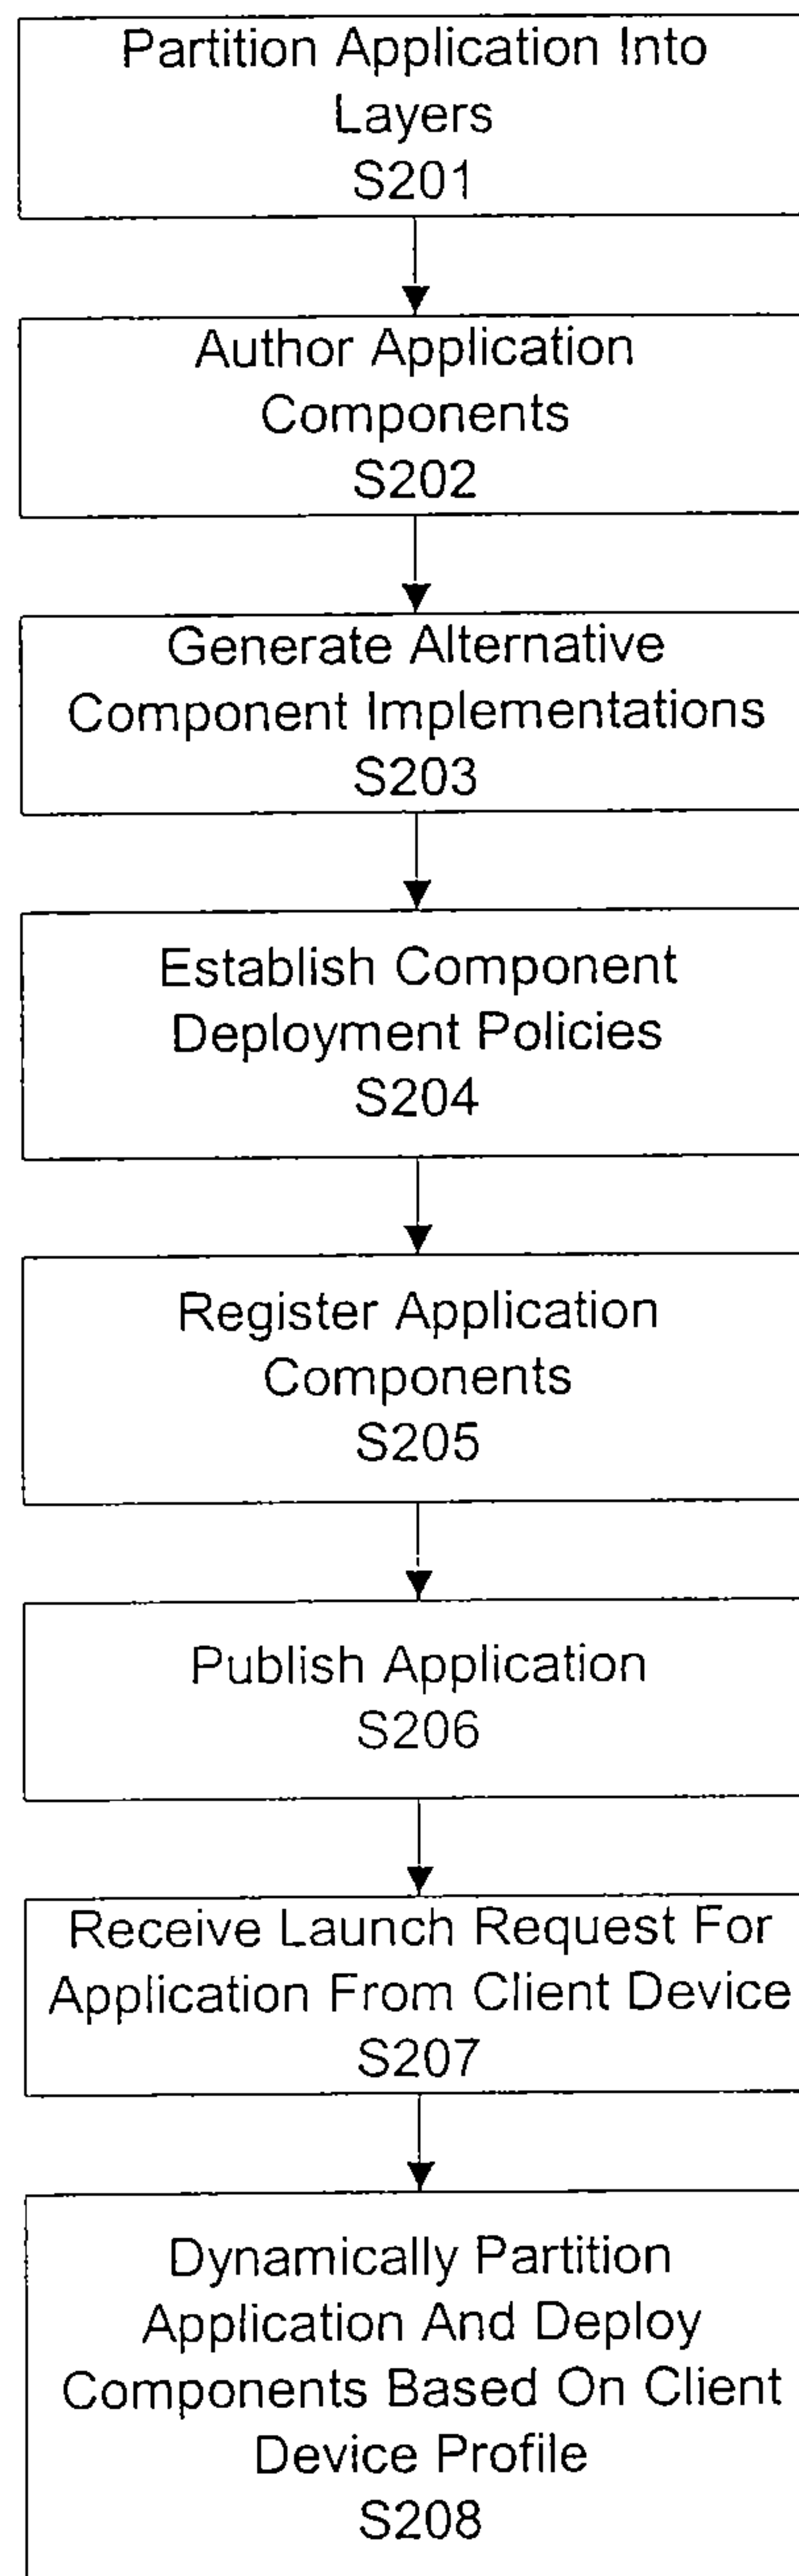 Partition Application Into
Layers
S201
Author Application
Components
S202
Generate Alternative
Component Implementations
S203
Establish Component
Deployment Policies
S204
Register Application
Components
S205
Publish Application
S206
Receive Launch Request For
Application From Client Device
S207
Dynamically Partition
Application And Deploy
Components Based On Client
Device Profile
S208